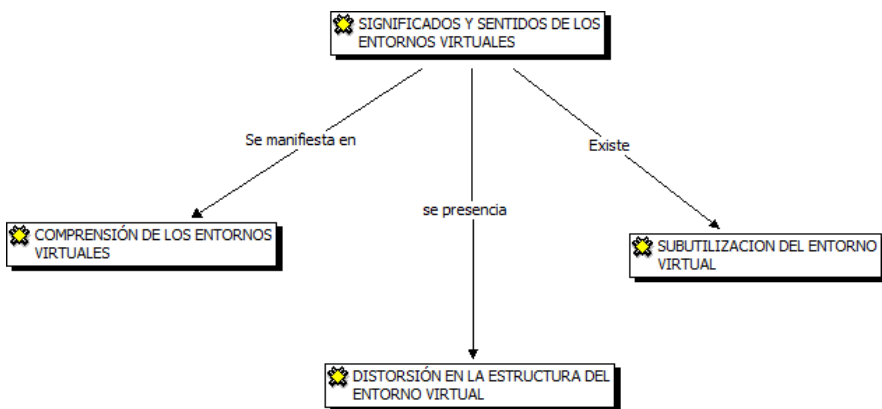 SIGNIFICADOS Y SENTIDOS DE LOS
ENTORNOS VIRTUALES
Se manifiesta en
Existe
se presencia
COMPRENSIÓN DE LOS ENTORNOS
VIRTUALES
SUBUTILIZACION DEL ENTORNO
VIRTUAL
DISTORSIÓN EN LA ESTRUCTURA DEL
ENTORNO VIRTUAL